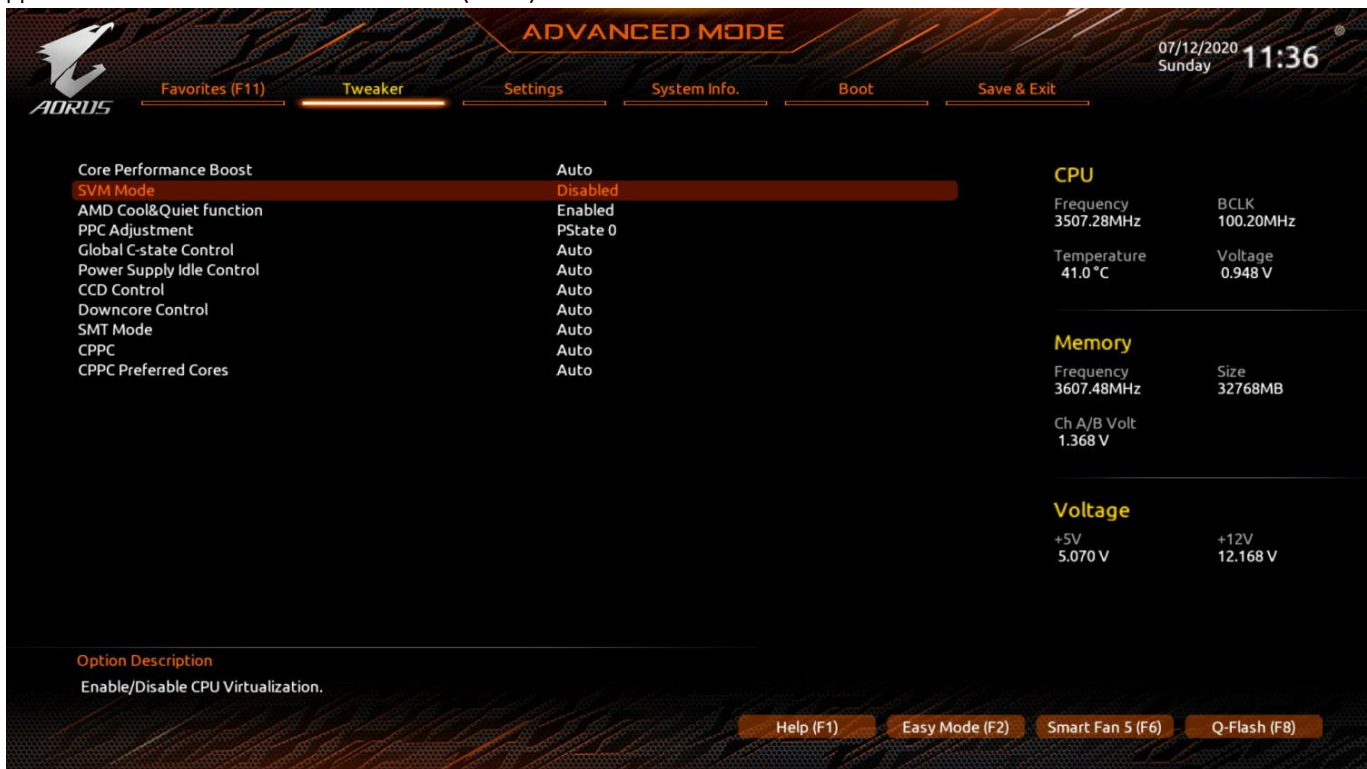 ADVANCED MODE
07/12/2020 Sunday 11:36
AORUS
Favorites (F11) Tweaker Settings System Info. Boot Save & Exit
Core Performance Boost Auto
SVM Mode Disabled
AMD Cool&Quiet function Enabled
PPC Adjustment PState 0
Global C-state Control Auto
Power Supply Idle Control Auto
CCD Control Auto
Downcore Control Auto
SMT Mode Auto
CPPC Auto
CPPC Preferred Cores Auto
CPU
Frequency BCLK
3507.28MHz 100.20MHz
Temperature Voltage
41.0 °C 0.948 V
Memory
Frequency Size
3607.48MHz 32768MB
Ch A/B Volt
1.368 V
Voltage
+5V +12V
5.070 V 12.168 V
Option Description
Enable/Disable CPU Virtualization.
Help (F1) Easy Mode (F2) Smart Fan 5 (F6) Q-Flash (F8)